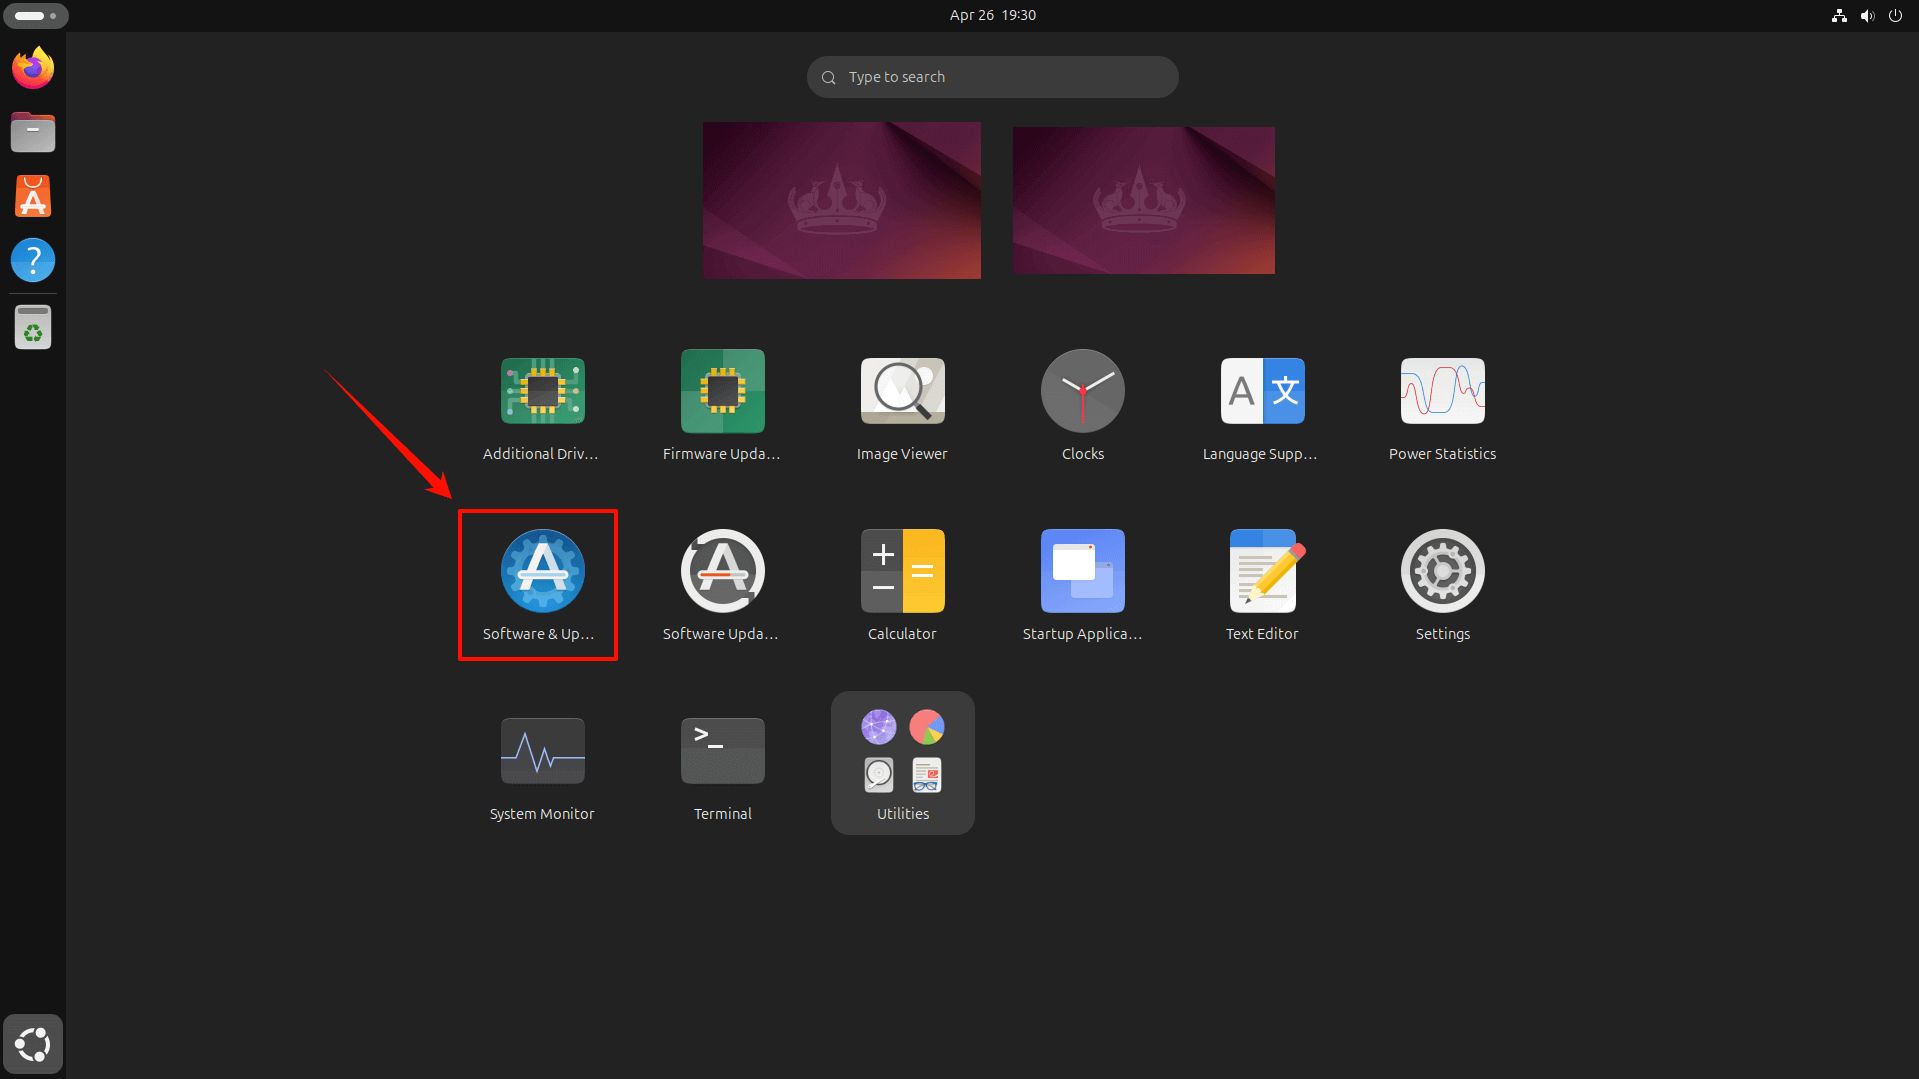 Apr 26 19:30
Type to search
Additional Driv...
Firmware Upda...
Image Viewer
Clocks
Language Supp...
Power Statistics
Software & Up...
Software Upda...
Calculator
Startup Applica...
Text Editor
Settings
System Monitor
Terminal
Utilities